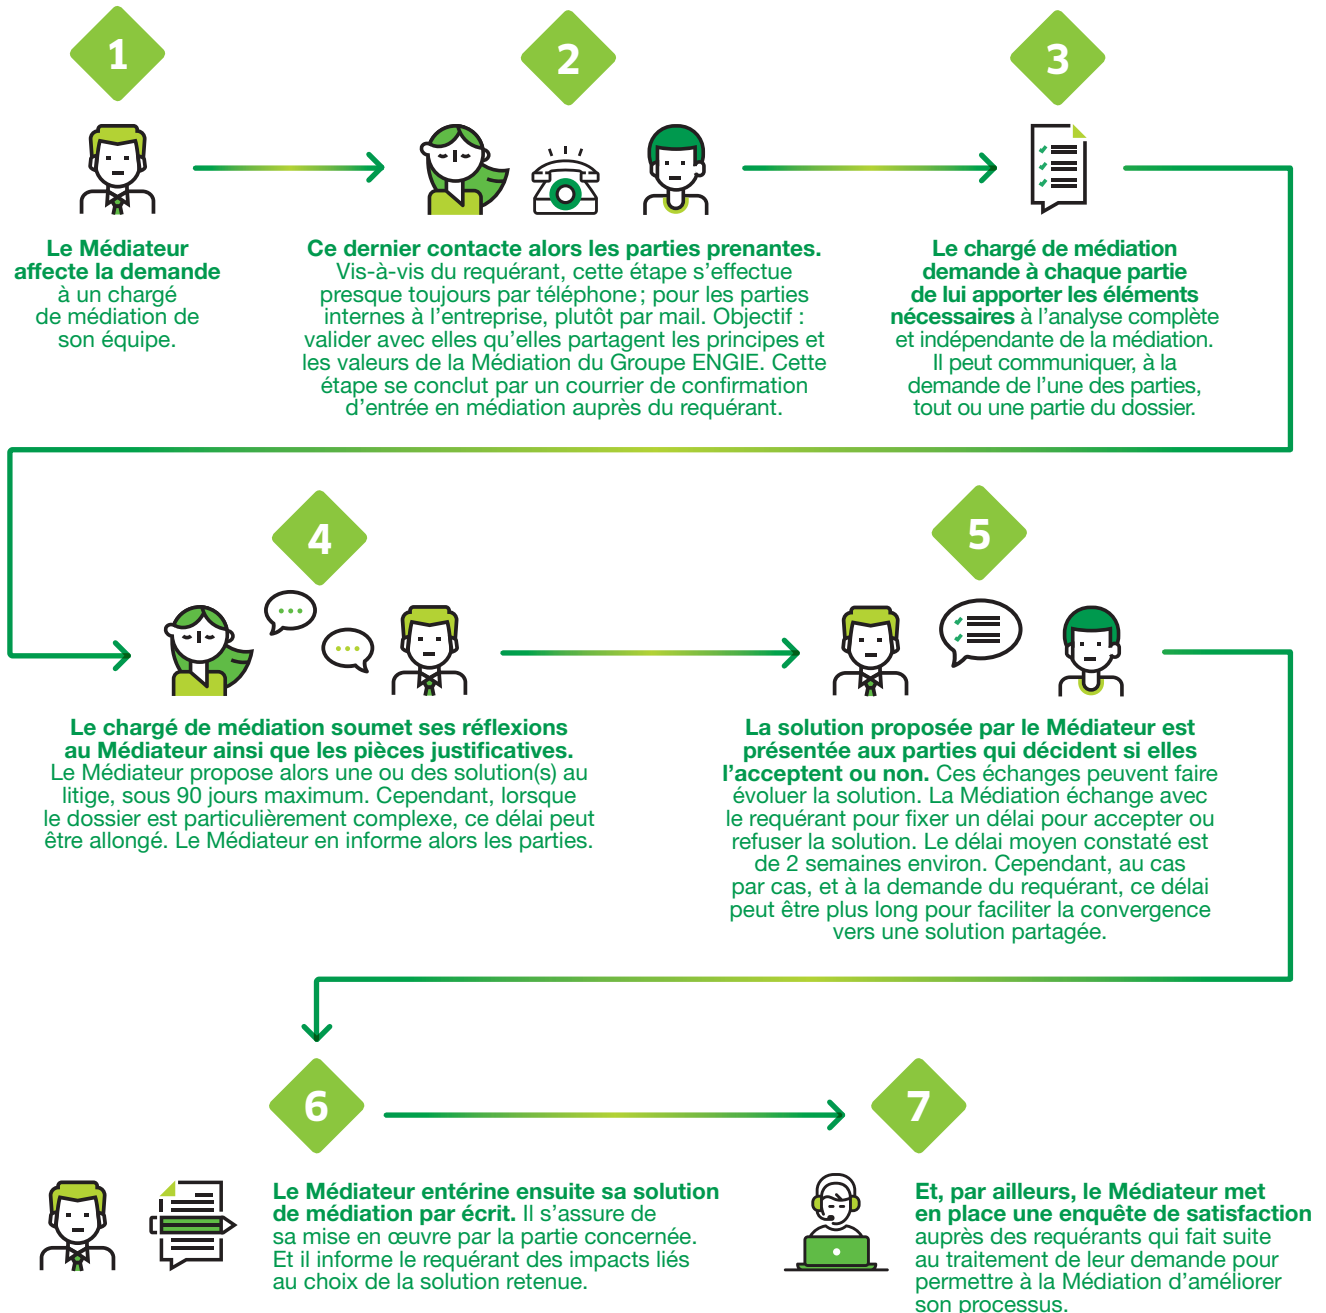 1
Le Médiateur
affecte la demande
à un chargé
de médiation de
son équipe.
2
Ce dernier contacte alors les parties prenantes.
Vis-à-vis du requérant, cette étape s’effectue
presque toujours par téléphone ; pour les parties
internes à l’entreprise, plutôt par mail. Objectif :
valider avec elles qu’elles partagent les principes et
les valeurs de la Médiation du Groupe ENGIE. Cette
étape se conclut par un courrier de confirmation
d’entrée en médiation auprès du requérant.
3
Le chargé de médiation
demande à chaque partie
de lui apporter les éléments
nécessaires à l’analyse complète
et indépendante de la médiation.
Il peut communiquer, à la
demande de l’une des parties,
tout ou une partie du dossier.
4
Le chargé de médiation soumet ses réflexions
au Médiateur ainsi que les pièces justificatives.
Le Médiateur propose alors une ou des solution(s) au
litige, sous 90 jours maximum. Cependant, lorsque
le dossier est particulièrement complexe, ce délai peut
être allongé. Le Médiateur en informe alors les parties.
5
La solution proposée par le Médiateur est
présentée aux parties qui décident si elles
l’acceptent ou non. Ces échanges peuvent faire
évoluer la solution. La Médiation échange avec
le requérant pour fixer un délai pour accepter ou
refuser la solution. Le délai moyen constaté est
de 2 semaines environ. Cependant, au cas
par cas, et à la demande du requérant, ce délai
peut être plus long pour faciliter la convergence
vers une solution partagée.
6
Le Médiateur entérine ensuite sa solution
de médiation par écrit. Il s’assure de
sa mise en œuvre par la partie concernée.
Et il informe le requérant des impacts liés
au choix de la solution retenue.
7
Et, par ailleurs, le Médiateur met
en place une enquête de satisfaction
auprès des requérants qui fait suite
au traitement de leur demande pour
permettre à la Médiation d’améliorer
son processus.